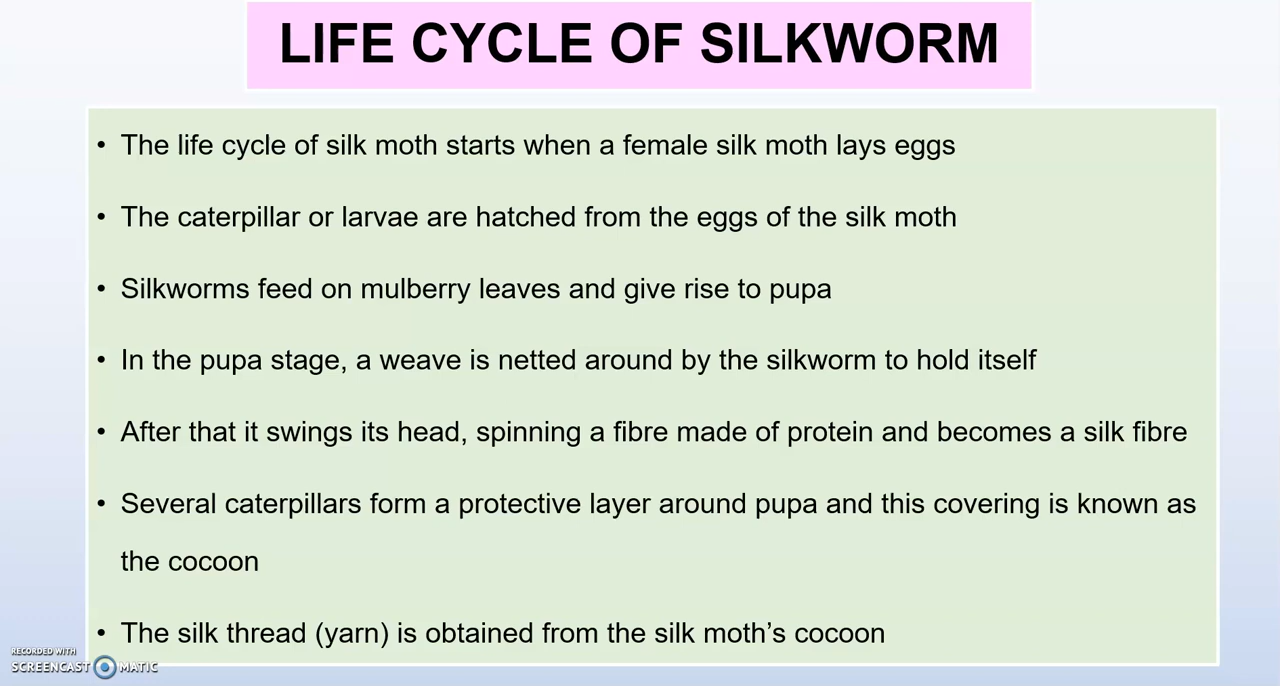 LIFE CYCLE OF SILKWORM
• The life cycle of silk moth starts when a female silk moth lays eggs
• The caterpillar or larvae are hatched from the eggs of the silk moth
• Silkworms feed on mulberry leaves and give rise to pupa
• In the pupa stage, a weave is netted around by the silkworm to hold itself
• After that it swings its head, spinning a fibre made of protein and becomes a silk fibre
• Several caterpillars form a protective layer around pupa and this covering is known as
the cocoon
• The silk thread (yarn) is obtained from the silk moth’s cocoon
RECORDED WITH
SCREENCAST MATIC